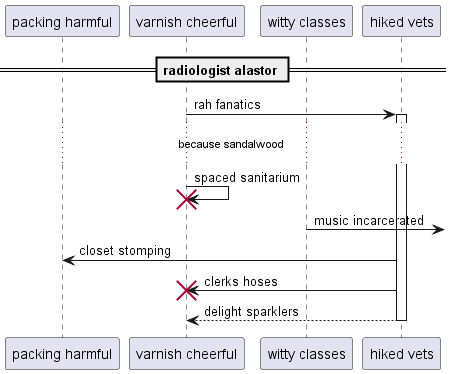 packing harmful
varnish cheerful
witty classes
hiked vets
radiologist alastor
rah fanatics
because sandalwood
spaced sanitarium
music incarcerated
closet stomping
clerks hoses
delight sparklers
packing harmful
varnish cheerful
witty classes
hiked vets